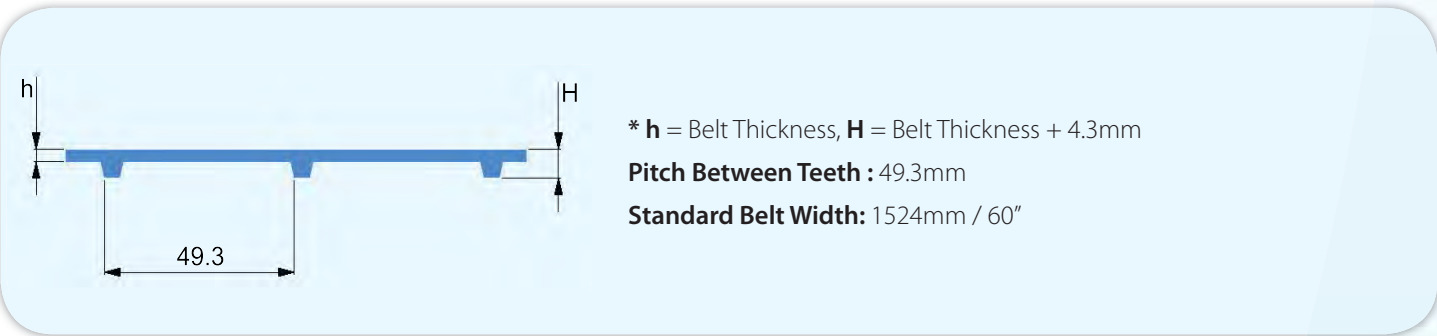 h
H
49.3
* h = Belt Thickness, H = Belt Thickness + 4.3mm
Pitch Between Teeth : 49.3mm
Standard Belt Width: 1524mm / 60”